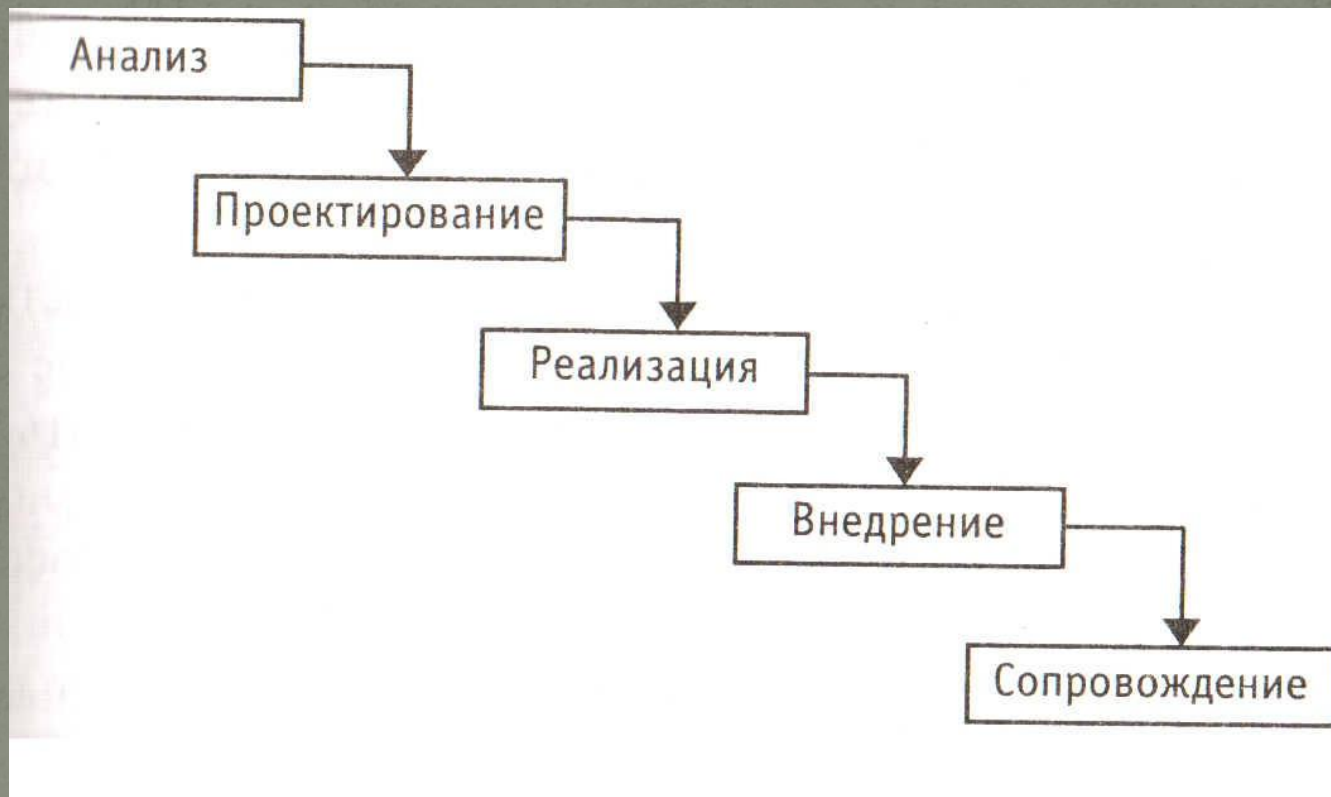 Анализ
Проектирование
Реализация
Внедрение
Сопровождение